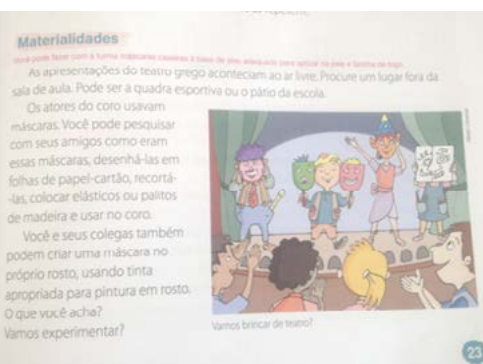 Materialidades
Você pode fazer com a turma máscaras caseiras à base de óleo adequado para aplicar na pele e farinha de trigo.
As apresentações do teatro grego aconteciam ao ar livre. Procure um lugar fora da
sala de aula. Pode ser a quadra esportiva ou o pátio da escola.
Os atores do coro usavam
máscaras. Você pode pesquisar
com seus amigos como eram
essas máscaras, desenhá-las em
folhas de papel-cartão, recortá-
-las, colocar elásticos ou palitos
de madeira e usar no coro.
Você e seus colegas também
podem criar uma máscara no
próprio rosto, usando tinta
apropriada para pintura em rosto.
O que você acha?
Vamos experimentar?
Vamos brincar de teatro?
23